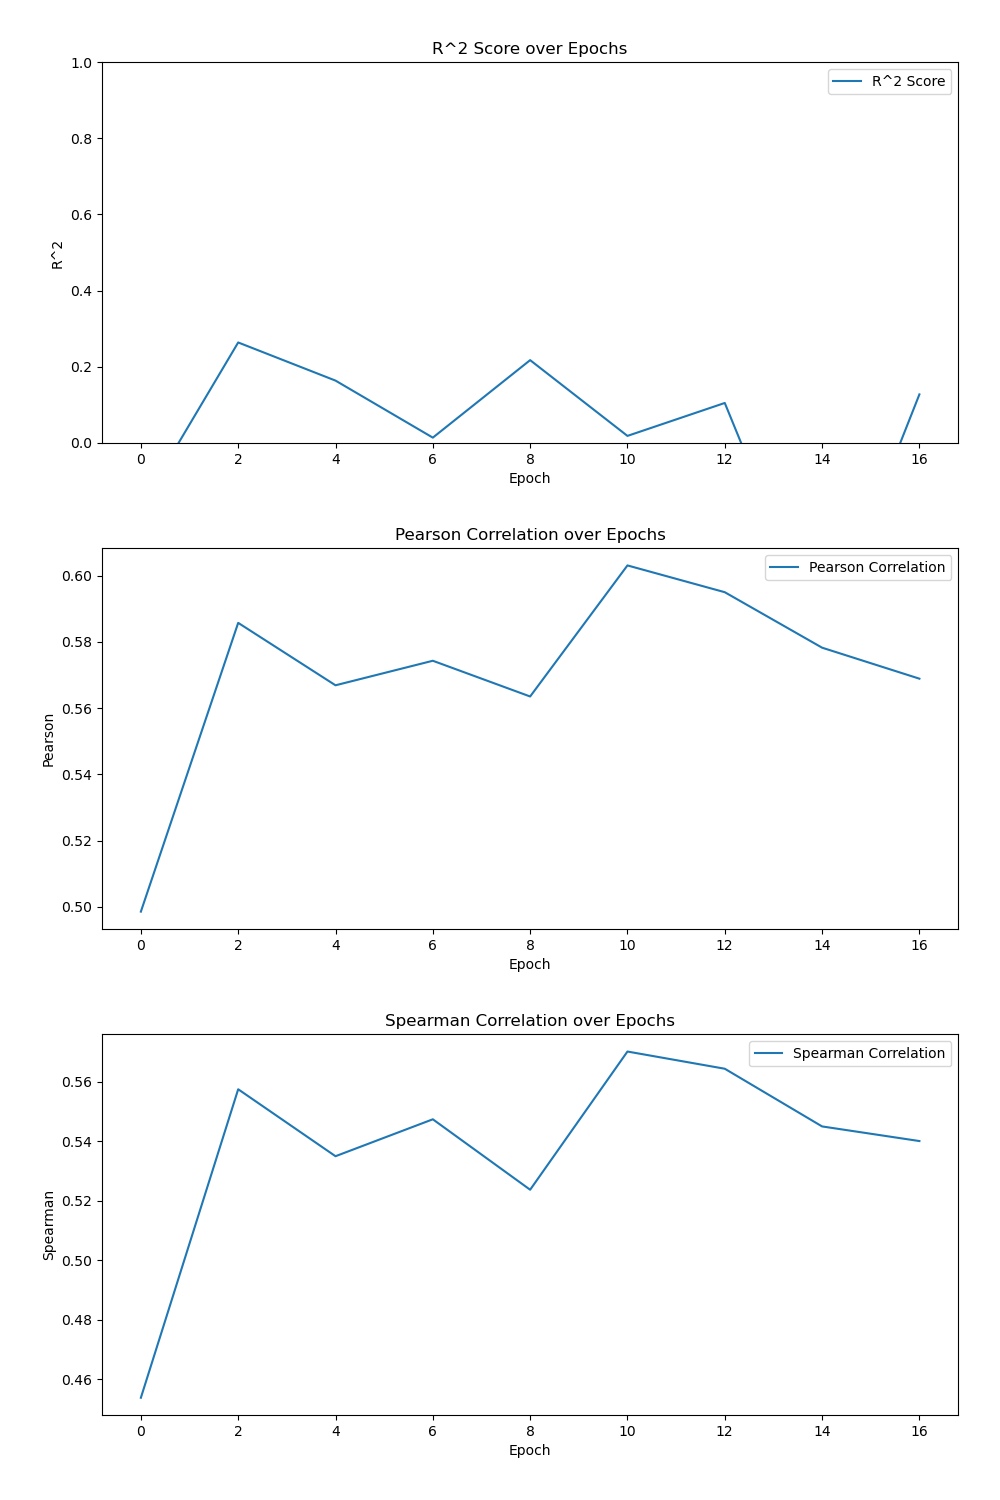 R^2 Score over Epochs
R^2 Score
1.0
0.8
0.6
0.4
0.2
0.0
R^2
0 2 4 6 8 10 12 14 16
Epoch
Pearson Correlation over Epochs
Pearson Correlation
0.60
0.58
0.56
0.54
0.52
0.50
Pearson
0 2 4 6 8 10 12 14 16
Epoch
Spearman Correlation over Epochs
Spearman Correlation
0.56
0.54
0.52
0.50
0.48
0.46
Spearman
0 2 4 6 8 10 12 14 16
Epoch